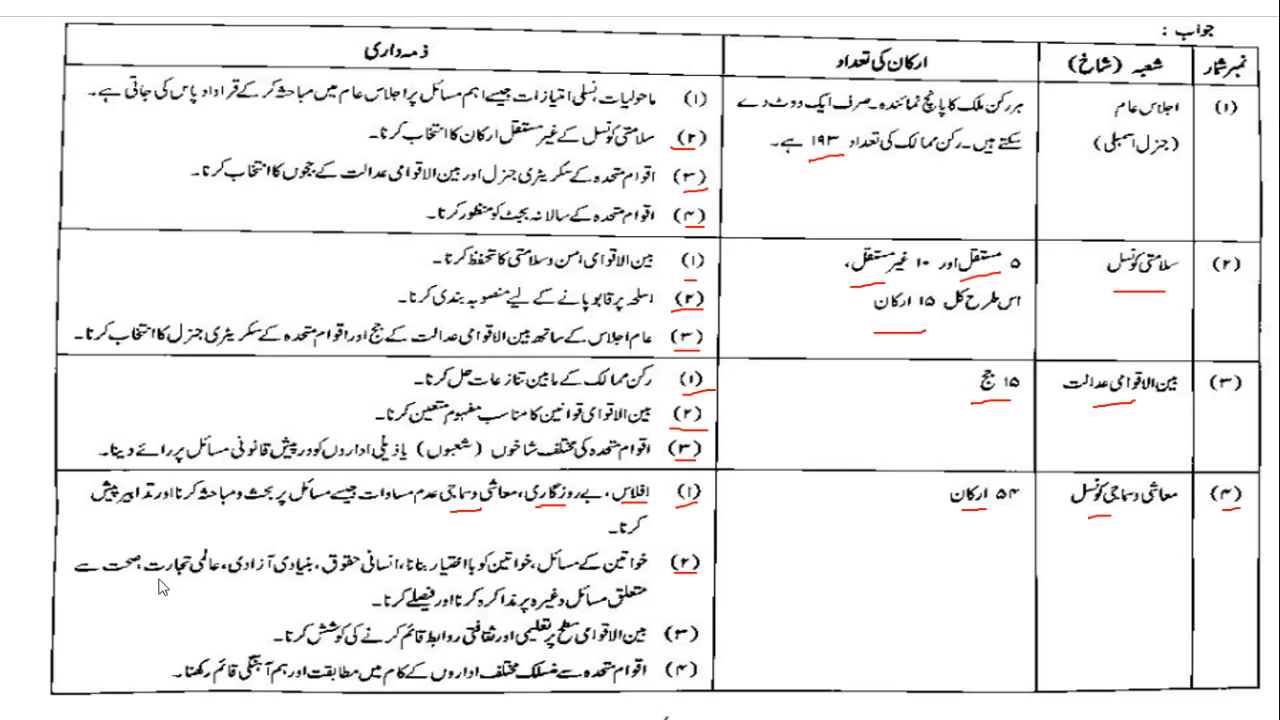 جواب :
نمبر شمار شعبہ (شاخ) ارکان کی تعداد ذمہ داری
(۱) اجلاس عام
(جنرل اسمبلی)
ہر رکن ملک کا پانچ نمائندہ۔ صرف ایک ووٹ دے
سکتے ہیں۔ رکن ممالک کی تعداد ۱۹۳ ہے۔
(۱) ماحولیات، نسلی امتیازات جیسے اہم مسائل پر اجلاس عام میں مباحثہ کر کے قرارداد پاس کی جاتی ہے۔
(۲) سلامتی کونسل کے غیر مستقل ارکان کا انتخاب کرنا۔
(۳) اقوام متحدہ کے سکریٹری جنرل اور بین الاقوامی عدالت کے ججوں کا انتخاب کرنا۔
(۴) اقوام متحدہ کے سالانہ بجٹ کو منظور کرنا۔
(۲) سلامتی کونسل
۵ مستقل اور ۱۰ غیر مستقل،
اس طرح کل ۱۵ ارکان
(۱) بین الاقوامی امن و سلامتی کا تحفظ کرنا۔
(۲) اسلحہ پر قابو پانے کے لیے منصوبہ بندی کرنا۔
(۳) عام اجلاس کے ساتھ بین الاقوامی عدالت کے جج اور اقوام متحدہ کے سکریٹری جنرل کا انتخاب کرنا۔
(۳) بین الاقوامی عدالت
۱۵ جج
(۱) رکن ممالک کے مابین تنازعات حل کرنا۔
(۲) بین الاقوامی قوانین کا مناسب مفہوم متعین کرنا۔
(۳) اقوام متحدہ کی مختلف شاخوں (شعبوں) یا ذیلی اداروں کو درپیش قانونی مسائل پر رائے دینا۔
(۴) معاشی و سماجی کونسل
۵۴ ارکان
(۱) افلاس، بے روزگاری، معاشی و سماجی عدم مساوات جیسے مسائل پر بحث و مباحثہ کرنا اور تدابیر پیش
کرنا۔
(۲) خواتین کے مسائل، خواتین کو بااختیار بنانا، انسانی حقوق، بنیادی آزادی، عالمی تجارت، صحت سے
متعلق مسائل وغیرہ پر مذاکرہ کرنا اور فیصلے کرنا۔
(۳) بین الاقوامی سطح پر تعلیمی اور ثقافتی روابط قائم کرنے کی کوشش کرنا۔
(۴) اقوام متحدہ سے منسلک مختلف اداروں کے کام میں مطابقت اور ہم آہنگی قائم رکھنا۔